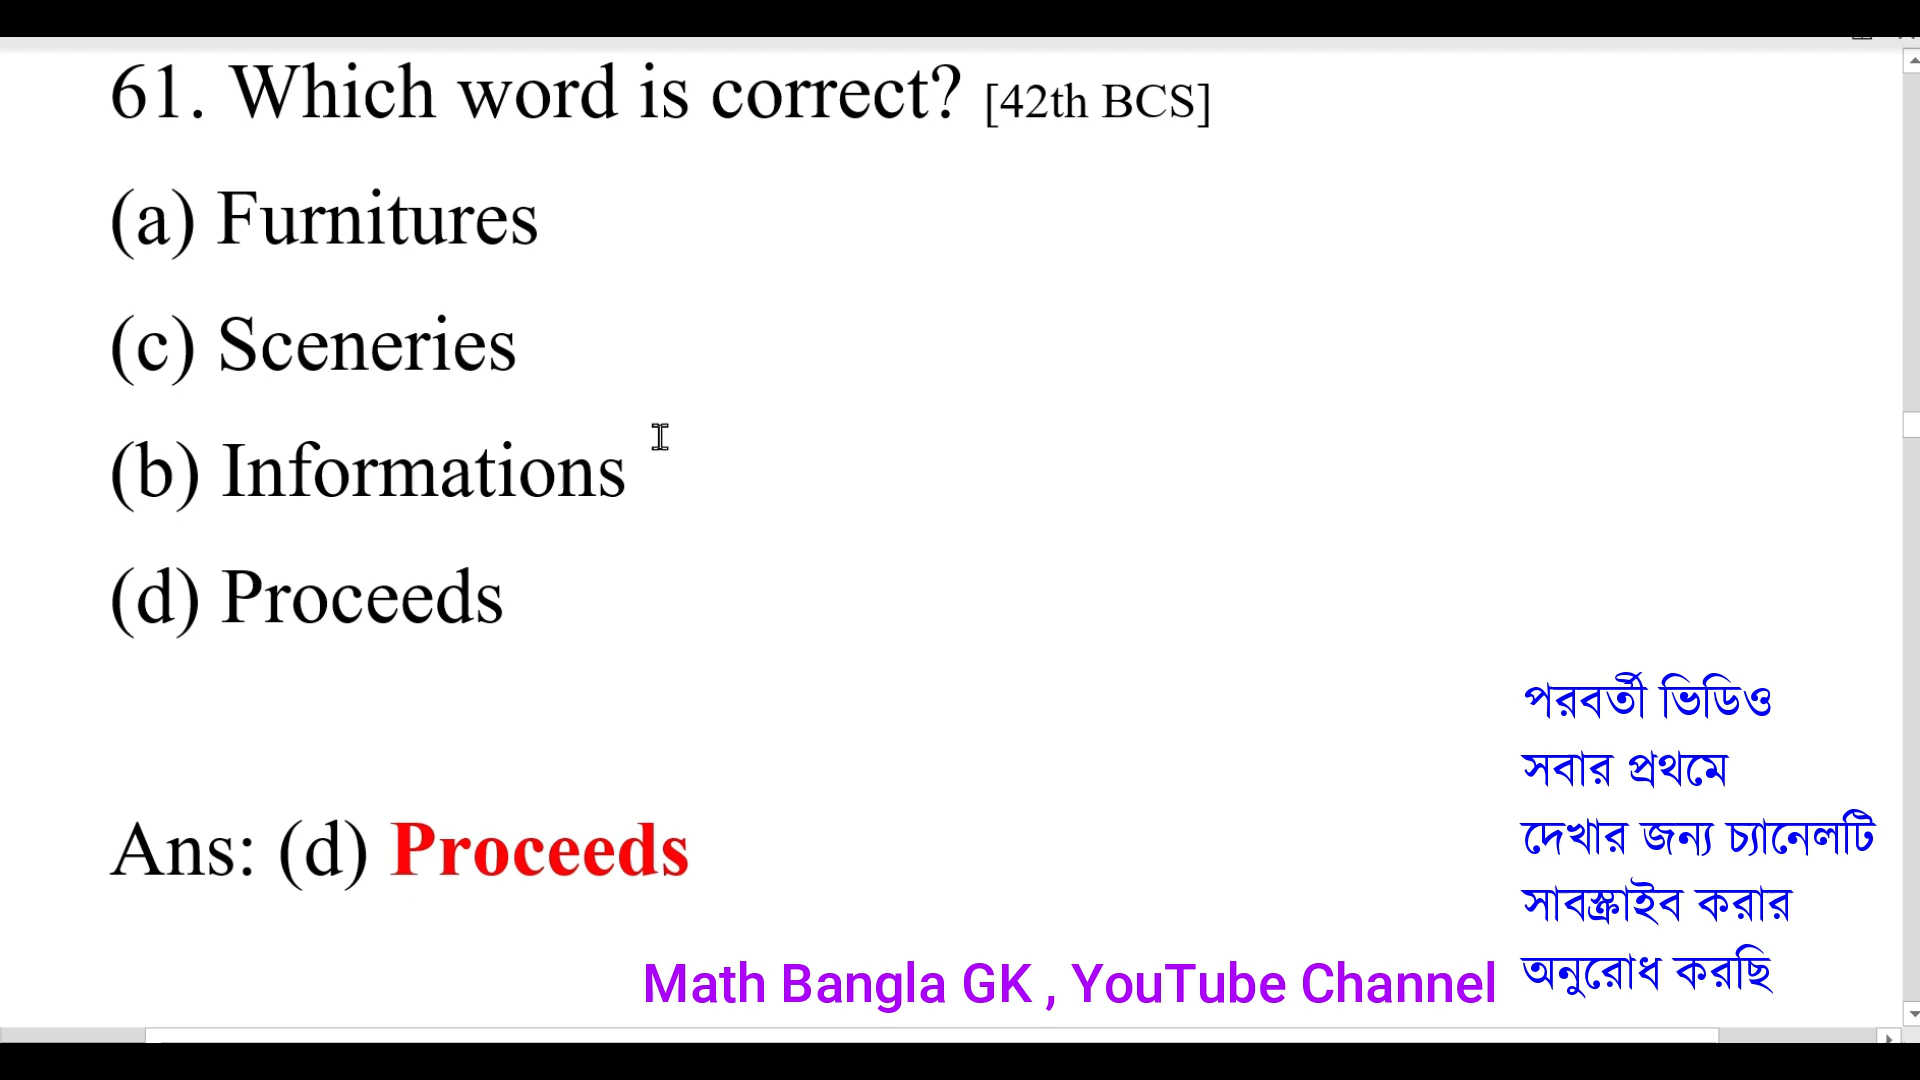 61. Which word is correct? [42th BCS]
(a) Furnitures
(c) Sceneries
(b) Informations
(d) Proceeds
Ans: (d) Proceeds
পরবর্তী ভিডিও
সবার প্রথমে
দেখার জন্য চ্যানেলটি
সাবস্ক্রাইব করার
অনুরোধ করছি
Math Bangla GK , YouTube Channel